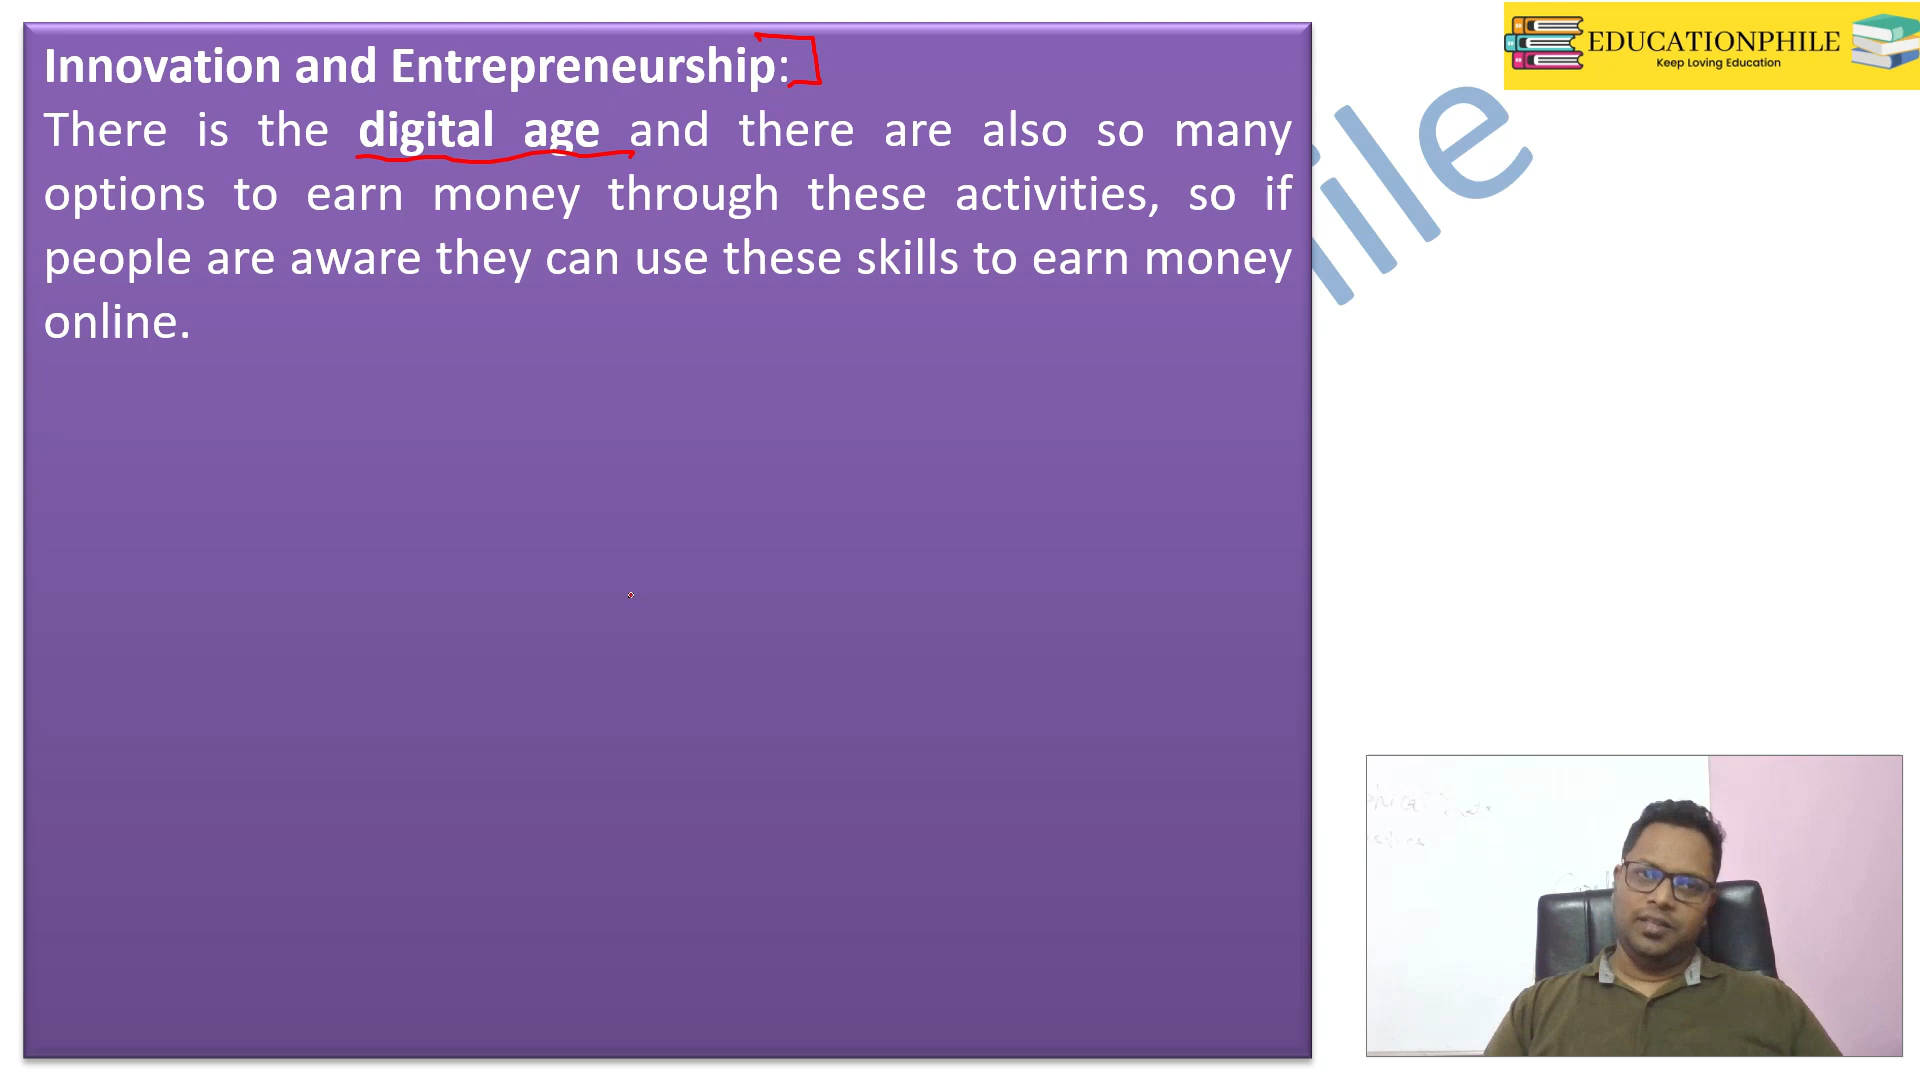 Innovation and Entrepreneurship:
There is the digital age and there are also so many
options to earn money through these activities, so if
people are aware they can use these skills to earn money
online.
EDUCATIONPHILE
Keep Loving Education
ile